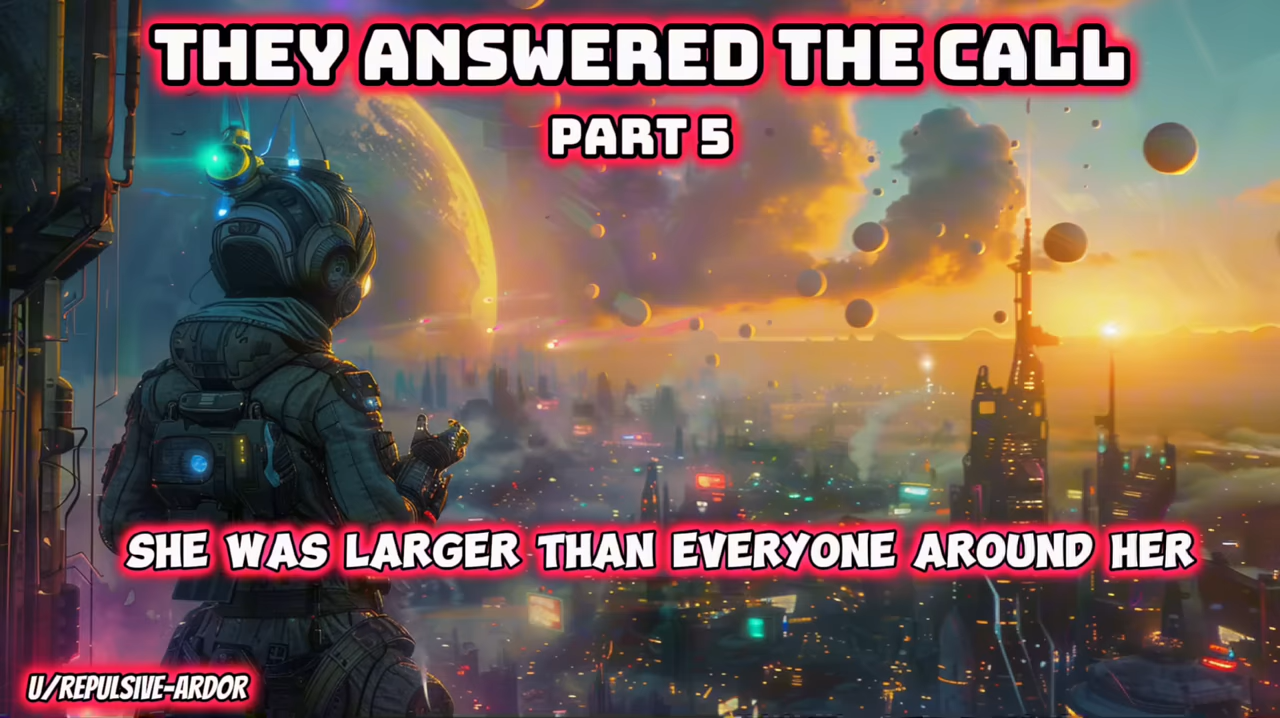 THEY ANSWERED THE CALL
PART 5
SHE WAS LARGER THAN EVERYONE AROUND HER
U/REPULSIVE-ARDOR